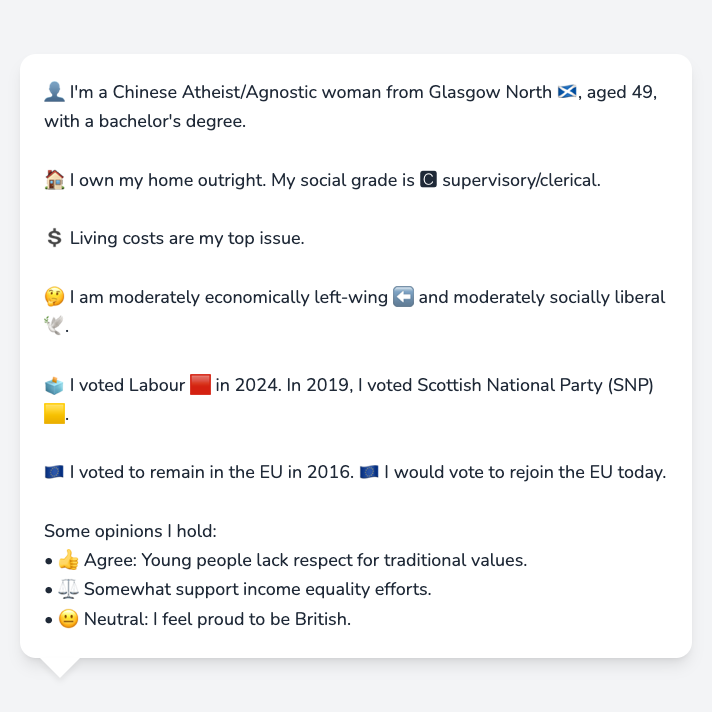 👤 I'm a Chinese Atheist/Agnostic woman from Glasgow North 🏴󠁧󠁢󠁳󠁣󠁴󠁿, aged 49,
with a bachelor's degree.
🏠 I own my home outright. My social grade is 🅲 supervisory/clerical.
💲 Living costs are my top issue.
🤔 I am moderately economically left-wing ⬅️ and moderately socially liberal
🕊️.
🗳️ I voted Labour 🟥 in 2024. In 2019, I voted Scottish National Party (SNP)
🟨.
🇪🇺 I voted to remain in the EU in 2016. 🇪🇺 I would vote to rejoin the EU today.
Some opinions I hold:
• 👍 Agree: Young people lack respect for traditional values.
• ⚖️ Somewhat support income equality efforts.
• 😐 Neutral: I feel proud to be British.